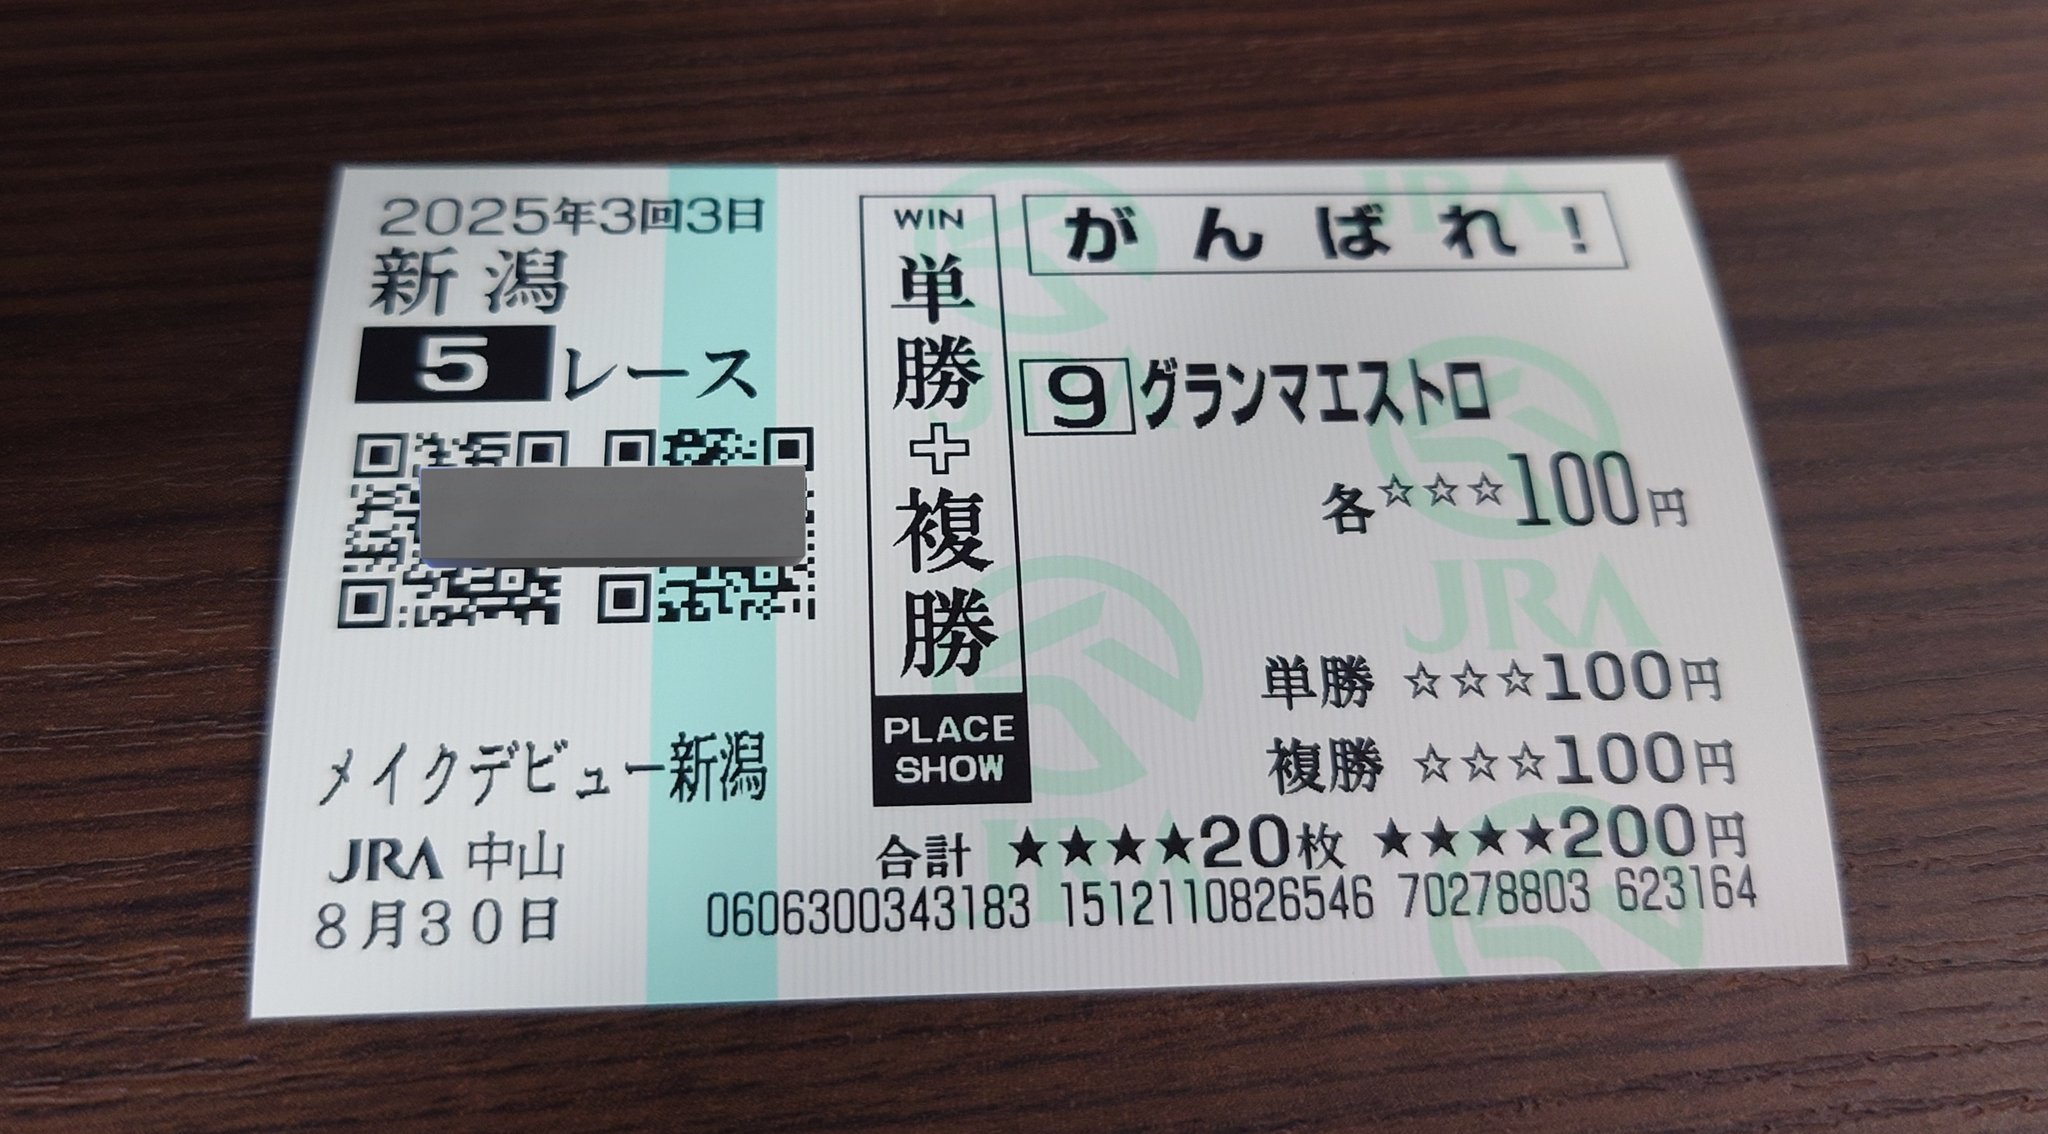 2025年3回3日
新潟
5レース
メイクデビュー新潟
JRA 中山
8月30日
WIN
単勝+複勝
PLACE
SHOW
がんばれ!
9 グランマエストロ
各☆☆☆100円
単勝 ☆☆☆100円
複勝 ☆☆☆100円
合計 ★★★★20枚 ★★★★200円
0606300343183 1512110826546 70278803 623164
JRA
JRA
JRA
JRA